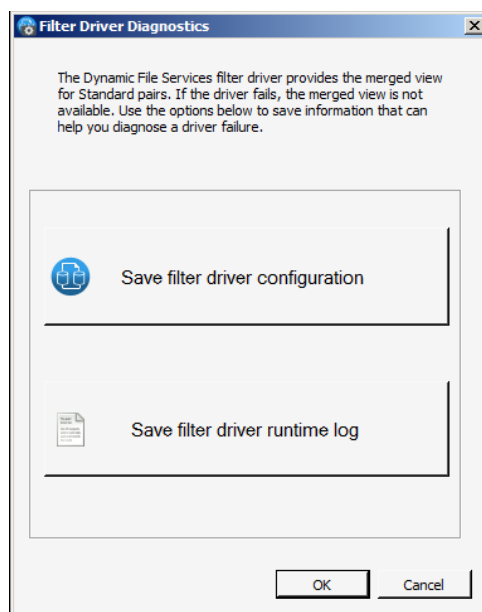 Filter Driver Diagnostics
The Dynamic File Services filter driver provides the merged view
for Standard pairs. If the driver fails, the merged view is not
available. Use the options below to save information that can
help you diagnose a driver failure.
Save filter driver configuration
Save filter driver runtime log
OK Cancel